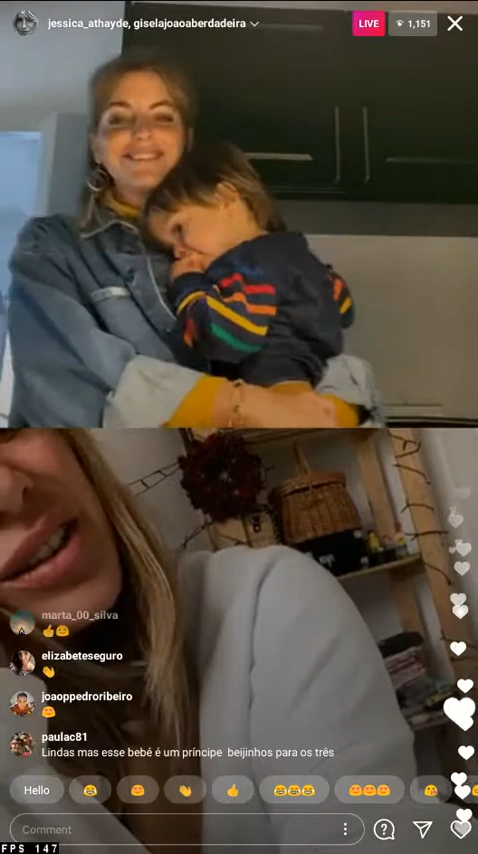 jessica_athayde, giselajoaoaberdadeira
LIVE
1,151
marta_00_silva
elizabeteseguro
joaoppedroribeiro
paulac81
Lindas mas esse bebé é um príncipe beijinhos para os três
Hello
Comment
FPS 147